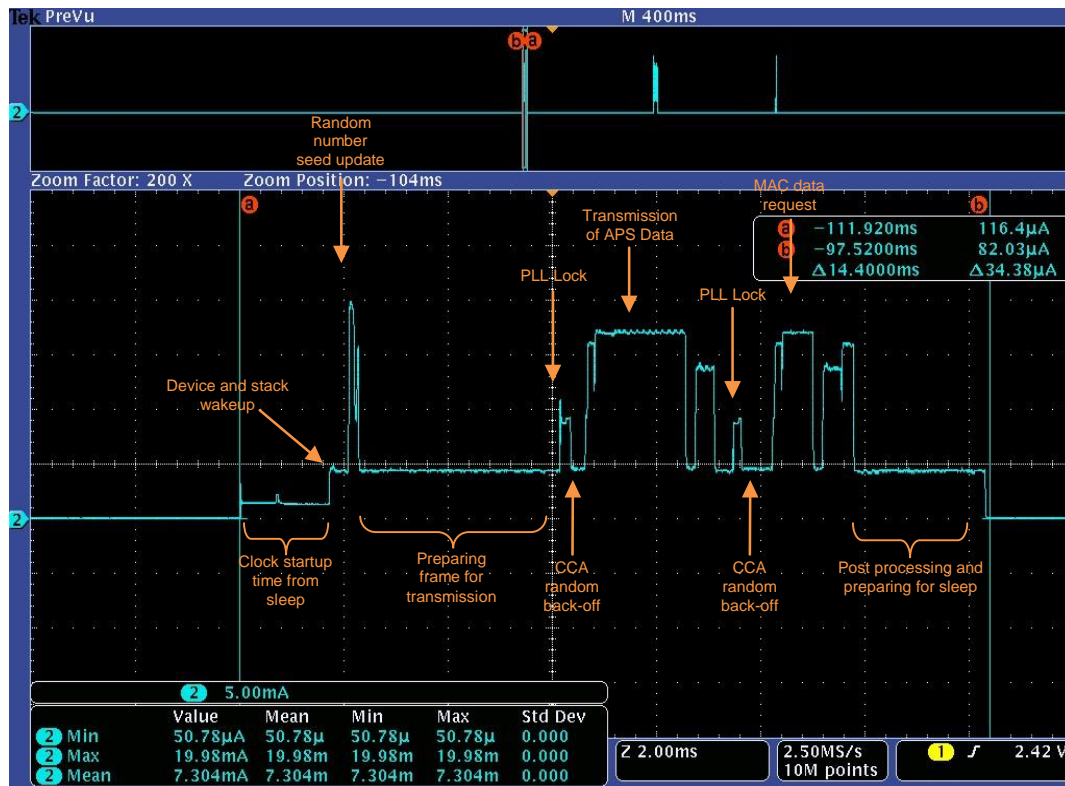 Tek PreVu
M 400ms
b a
2
Random
number
seed update
Zoom Factor: 200 X
Zoom Position: −104ms
MAC data
request
a
b
Transmission
of APS Data
a −111.920ms 116.4µA
b −97.5200ms 82.03µA
Δ14.4000ms Δ34.38µA
PLL Lock
PLL Lock
Device and stack
wakeup
2
Clock startup
time from
sleep
Preparing
frame for
transmission
CCA
random
back-off
CCA
random
back-off
Post processing and
preparing for sleep
2 5.00mA
Value Mean Min Max Std Dev
2 Min 50.78µA 50.78µ 50.78µ 50.78µ 0.000
2 Max 19.98mA 19.98m 19.98m 19.98m 0.000
2 Mean 7.304mA 7.304m 7.304m 7.304m 0.000
Z 2.00ms
2.50MS/s
10M points
1 2.42 V